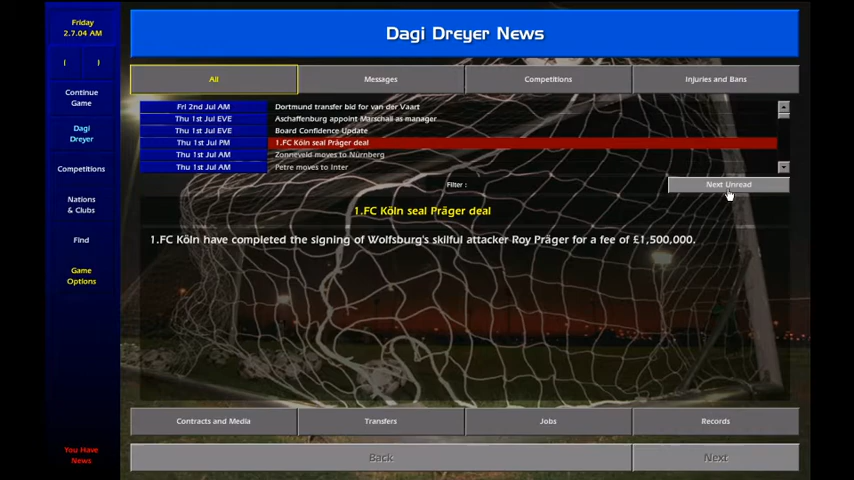 Friday
2.7.04 AM
Dagi Dreyer News
( )
Continue
Game
Dagi
Dreyer
Competitions
Nations
& Clubs
Find
Game
Options
You Have
News
All
Messages
Competitions
Injuries and Bans
Fri 2nd Jul AM Dortmund transfer bid for van der Vaart
Thu 1st Jul EVE Aschaffenburg appoint Marschall as manager
Thu 1st Jul EVE Board Confidence Update
Thu 1st Jul PM 1.FC Köln seal Präger deal
Thu 1st Jul AM Zonneveld moves to Nürnberg
Thu 1st Jul AM Petre moves to Inter
Filter :
Next Unread
1.FC Köln seal Präger deal
1.FC Köln have completed the signing of Wolfsburg's skilful attacker Roy Präger for a fee of £1,500,000.
Contracts and Media
Transfers
Jobs
Records
Back
Next